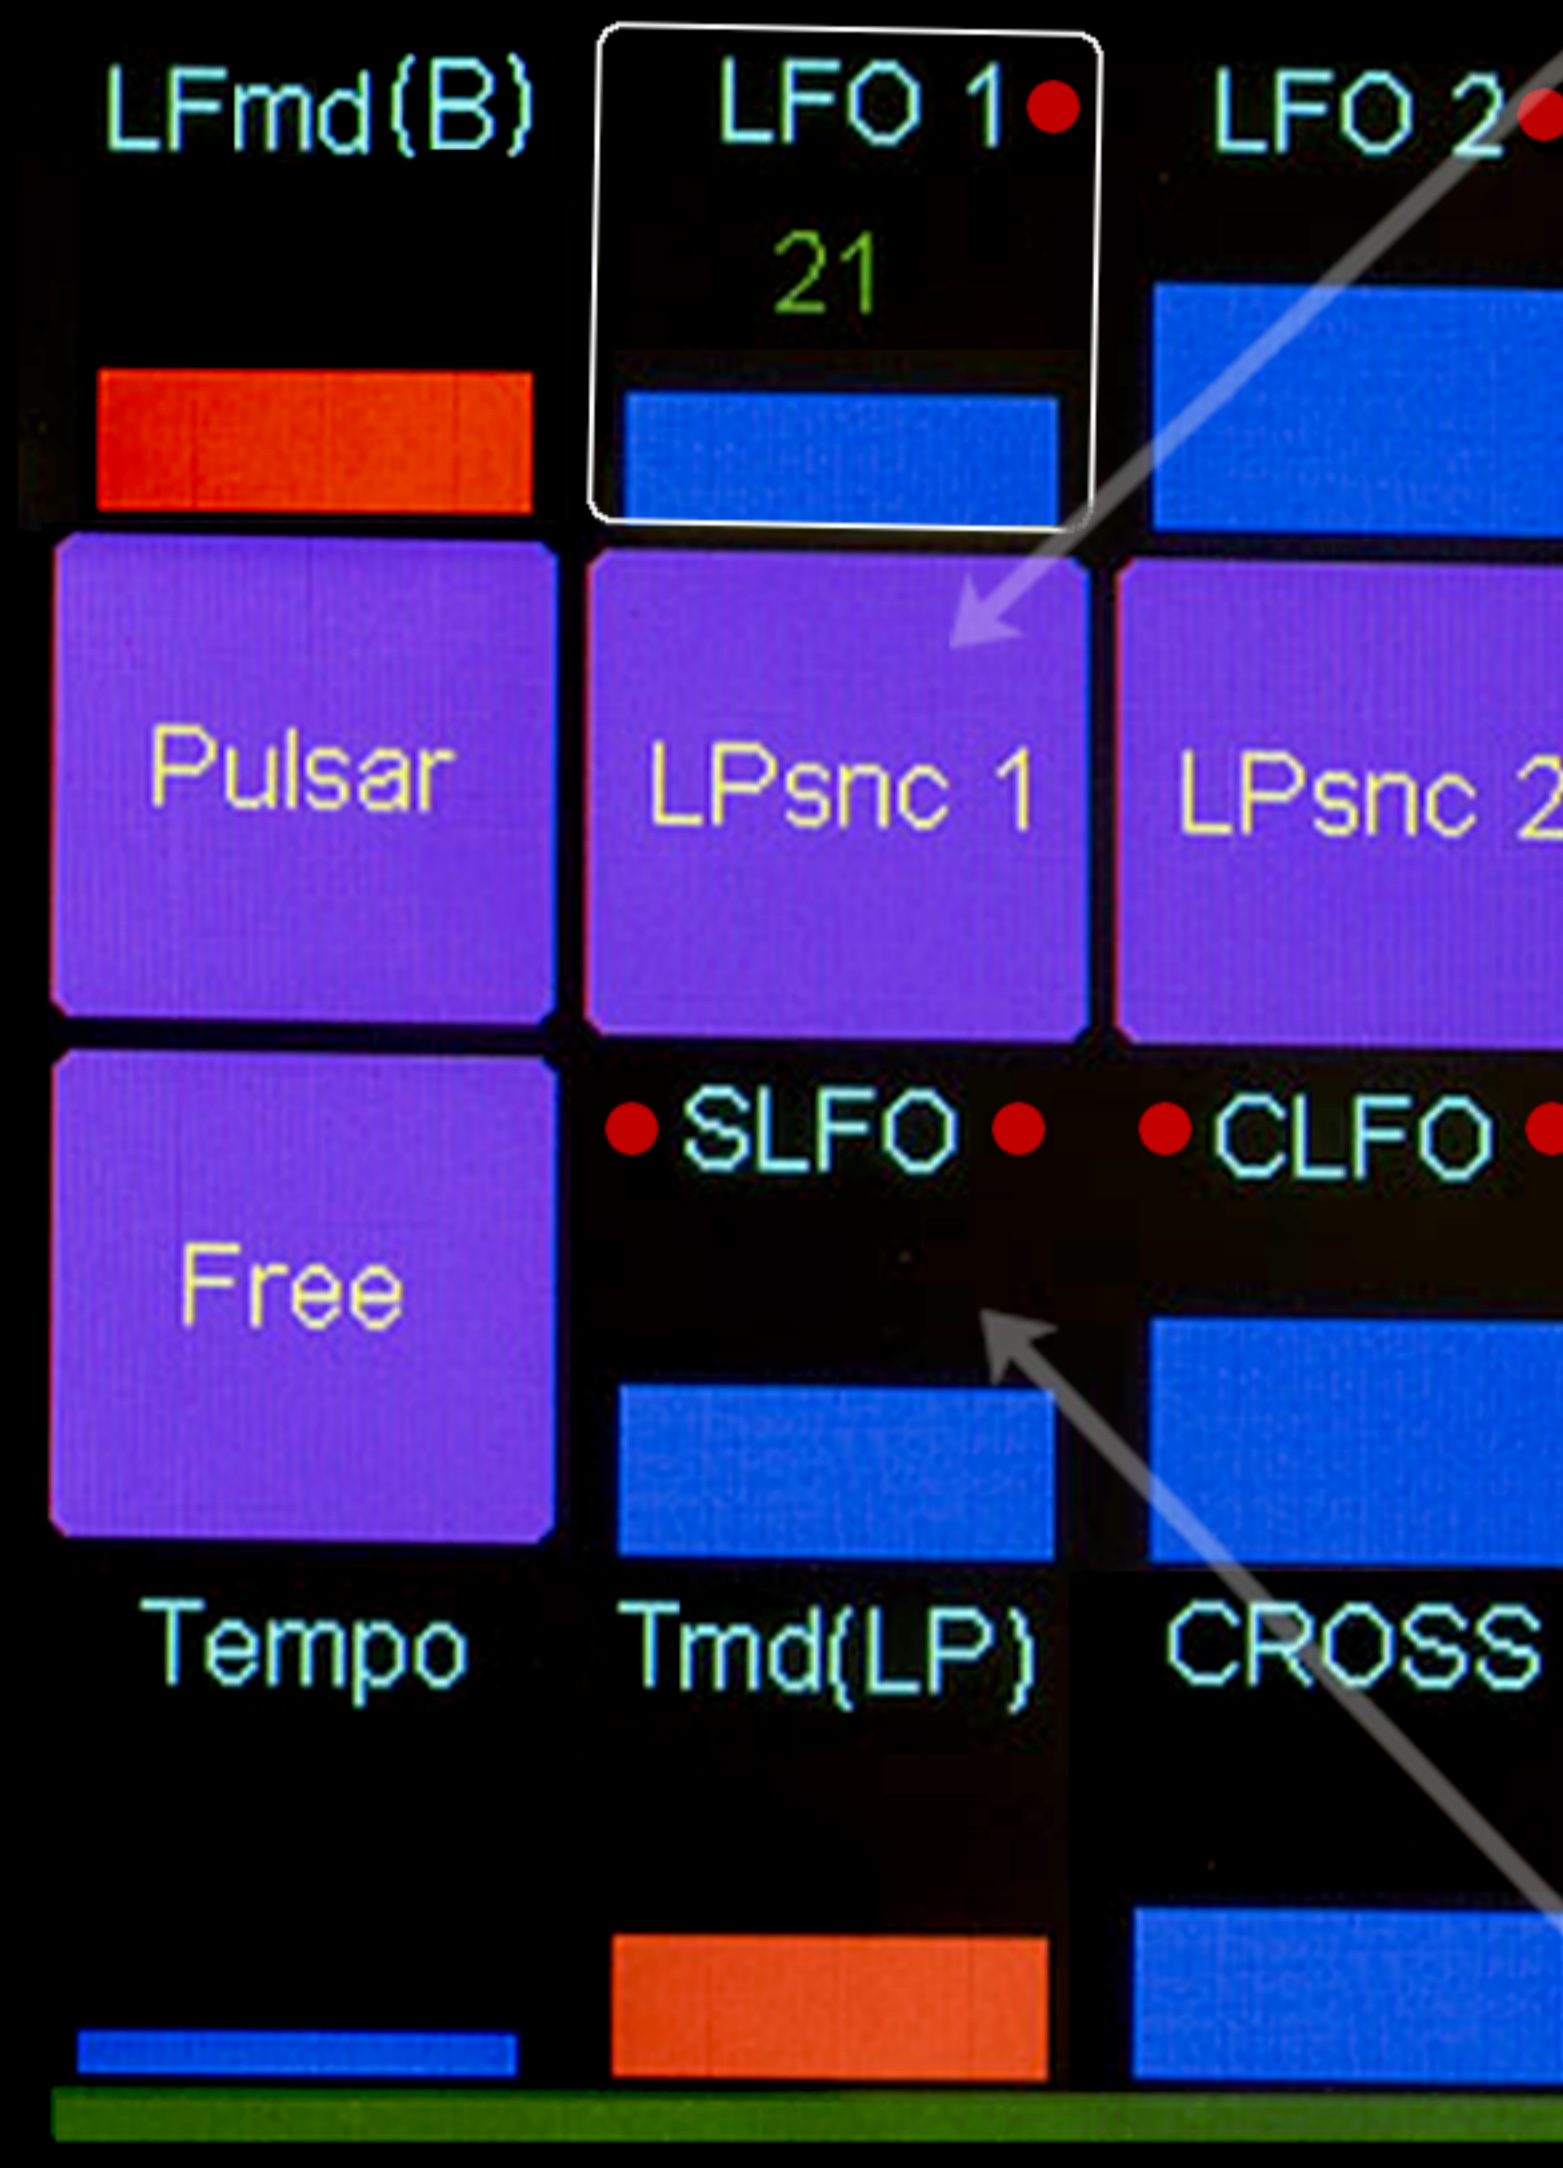 LFmd(B) LFO 1 LFO 2
21
Pulsar LPsnc 1 LPsnc 2
Free SLFO CLFO
Tempo Tmd(LP) CROSS